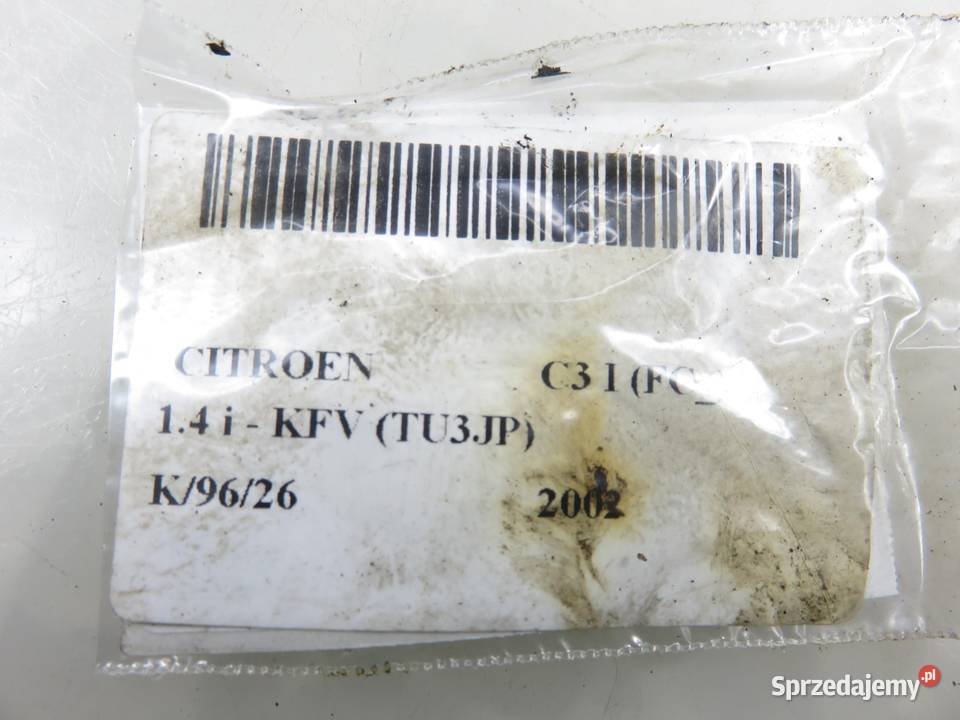 CITROEN C3 I (FC_
1.4 i - KFV (TU3JP)
K/96/26 2002
Sprzedajemy.pl